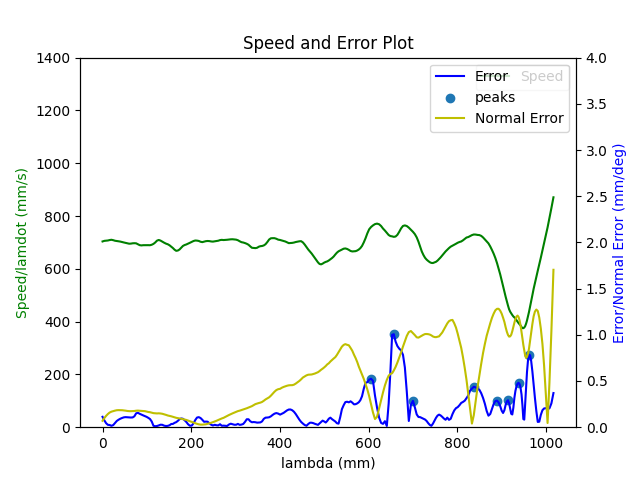 Speed and Error Plot
1400
1200
1000
800
600
400
200
0
Speed/lamdot (mm/s)
4.0
3.5
3.0
2.5
2.0
1.5
1.0
0.5
0.0
Error/Normal Error (mm/deg)
Error
Speed
peaks
Normal Error
0
200
400
600
800
1000
lambda (mm)